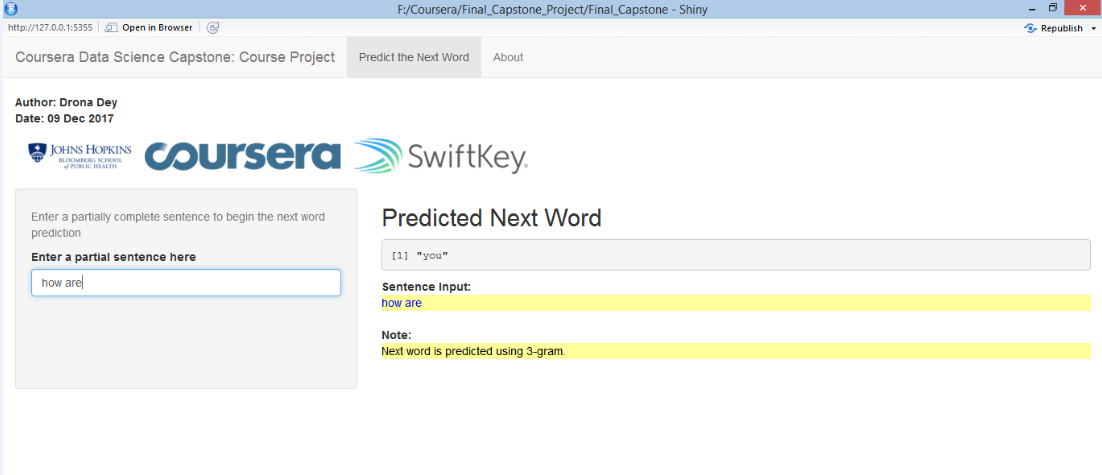 F:/Coursera/Final_Capstone_Project/Final_Capstone - Shiny
http://127.0.0.1:5355 Open in Browser Republish
Coursera Data Science Capstone: Course Project Predict the Next Word About
Author: Drona Dey
Date: 09 Dec 2017
JOHNS HOPKINS
BLOOMBERG SCHOOL
of PUBLIC HEALTH
coursera
SwiftKey
Enter a partially complete sentence to begin the next word
prediction
Enter a partial sentence here
how are
Predicted Next Word
[1] "you"
Sentence Input:
how are
Note:
Next word is predicted using 3-gram.